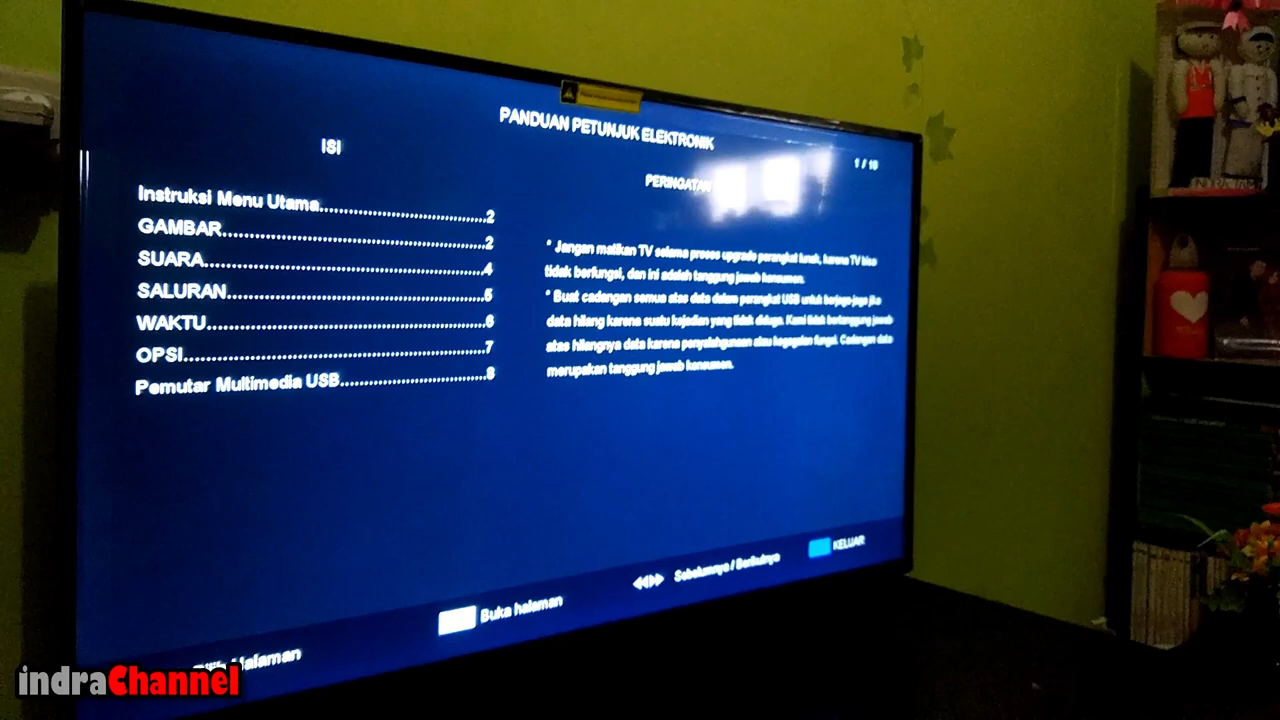 PANDUAN PETUNJUK ELEKTRONIK
1 / 10
ISI
Instruksi Menu Utama..................................2
GAMBAR..................................2
SUARA..................................4
SALURAN..................................5
WAKTU..................................6
OPSI..................................7
Pemutar Multimedia USB..................................8
PERINGATAN
* Jangan matikan TV selama proses upgrade perangkat lunak, karena TV bisa
tidak berfungsi, dan ini adalah tanggung jawab konsumen.
* Buat cadangan semua atas data dalam perangkat USB untuk berjaga-jaga jika
data hilang karena suatu kejadian yang tidak diduga. Kami tidak bertanggung jawab
atas hilangnya data karena penyalahgunaan atau kegagalan fungsi. Cadangan data
merupakan tanggung jawab konsumen.
Halaman
Buka halaman
Sebelumnya / Berikutnya
KELUAR
indraChannel